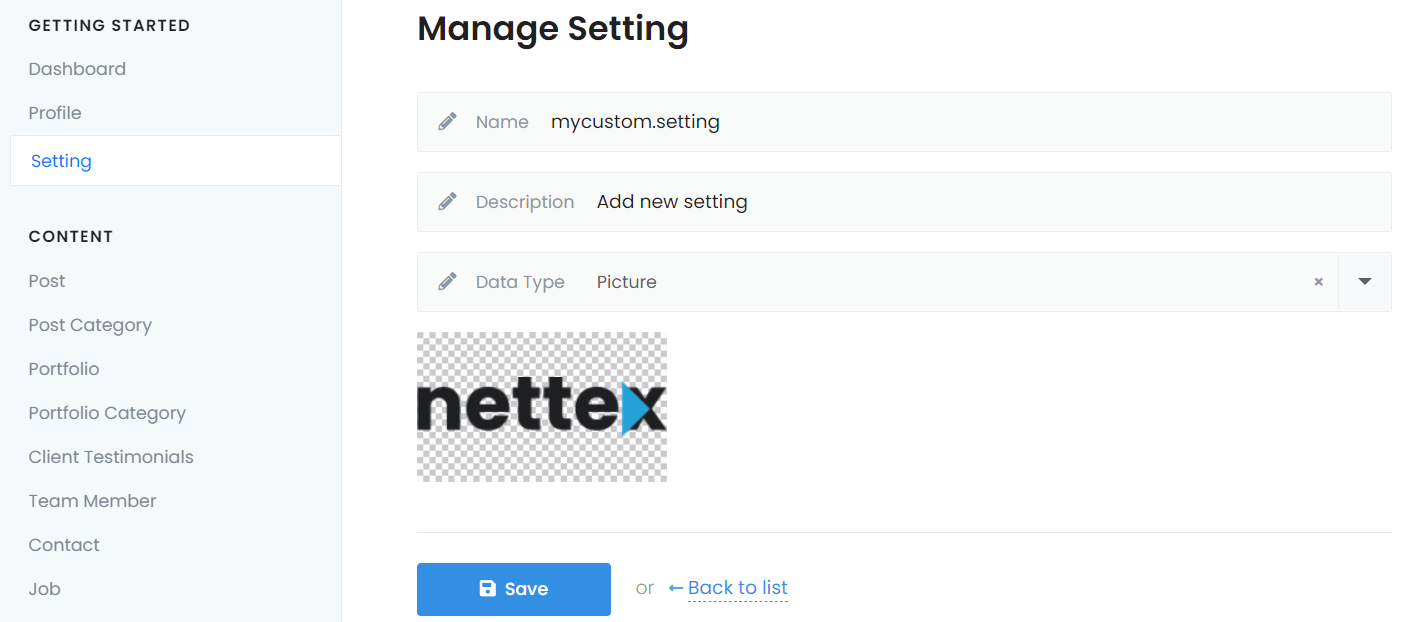 GETTING STARTED
Dashboard
Profile
Setting
CONTENT
Post
Post Category
Portfolio
Portfolio Category
Client Testimonials
Team Member
Contact
Job
Manage Setting
Name mycustom.setting
Description Add new setting
Data Type Picture ×
nettex
Save or ← Back to list